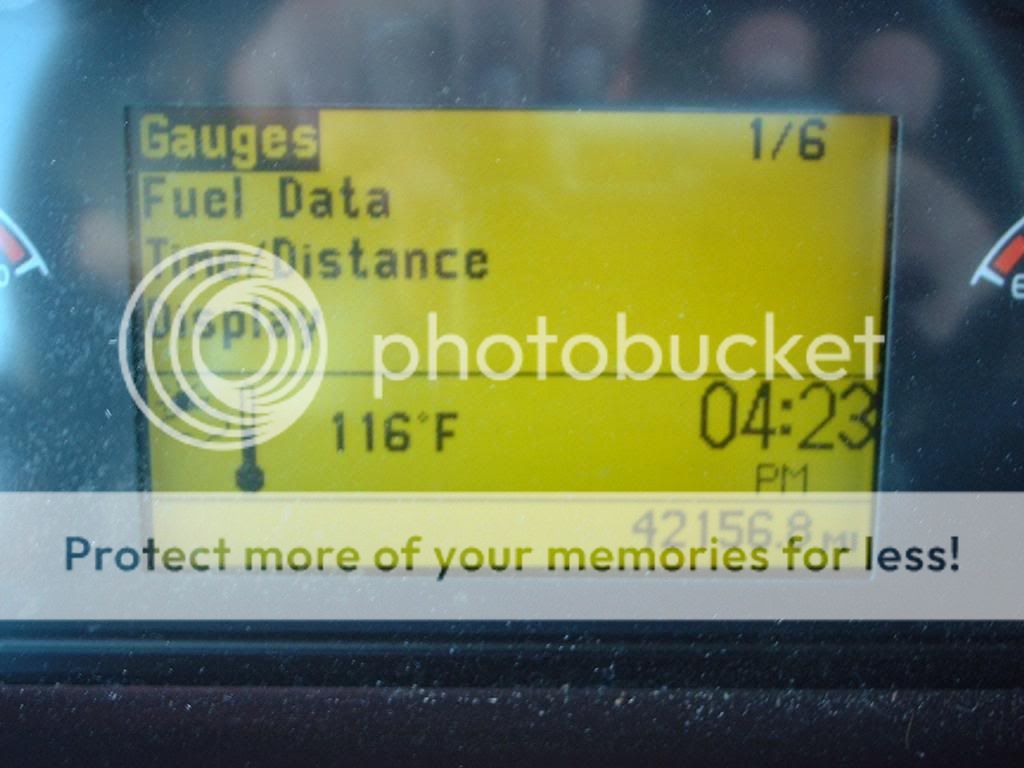 Gauges 1/6
Fuel Data
Time/Distance
Display
photobucket
116°F 04:23
PM
42156.8 MI
Protect more of your memories for less!